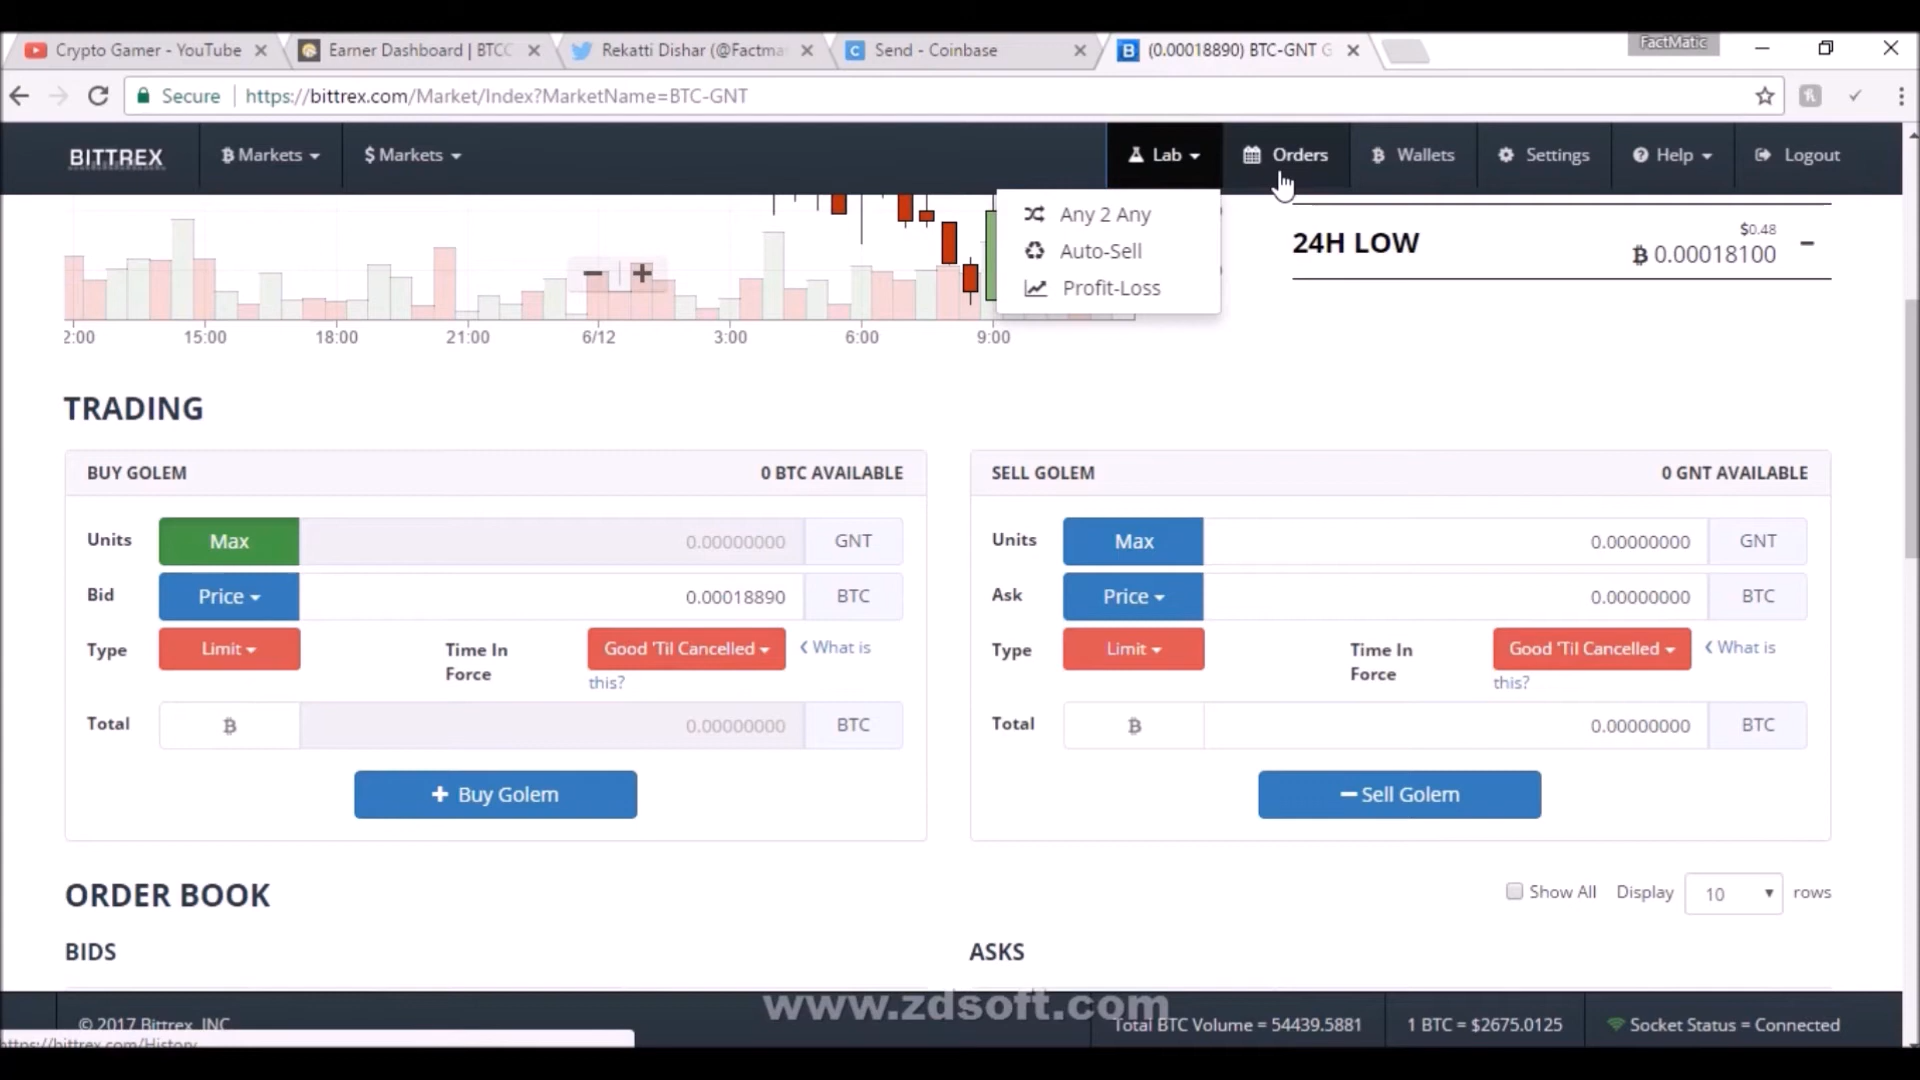 Crypto Gamer - YouTube
Earner Dashboard | BTCC
Rekatti Dishar (@Factma
Send - Coinbase
(0.00018890) BTC-GNT G
FactMatic
Secure
https://bittrex.com/Market/Index?MarketName=BTC-GNT
BITTREX
Markets
$ Markets
Lab
Orders
Wallets
Settings
Help
Logout
Any 2 Any
Auto-Sell
Profit-Loss
24H LOW
$0.48
0.00018100
2:00 15:00 18:00 21:00 6/12 3:00 6:00 9:00
TRADING
BUY GOLEM 0 BTC AVAILABLE
Units Max 0.00000000 GNT
Bid Price 0.00018890 BTC
Type Limit Time In Force Good 'Til Cancelled What is this?
Total 0.00000000 BTC
+ Buy Golem
SELL GOLEM 0 GNT AVAILABLE
Units Max 0.00000000 GNT
Ask Price 0.00000000 BTC
Type Limit Time In Force Good 'Til Cancelled What is this?
Total 0.00000000 BTC
Sell Golem
ORDER BOOK
Show All Display 10 rows
BIDS
ASKS
www.zdsoft.com
© 2017 Bittrex, INC
Total BTC Volume = 54439.5881
1 BTC = $2675.0125
Socket Status = Connected
https://bittrex.com/History